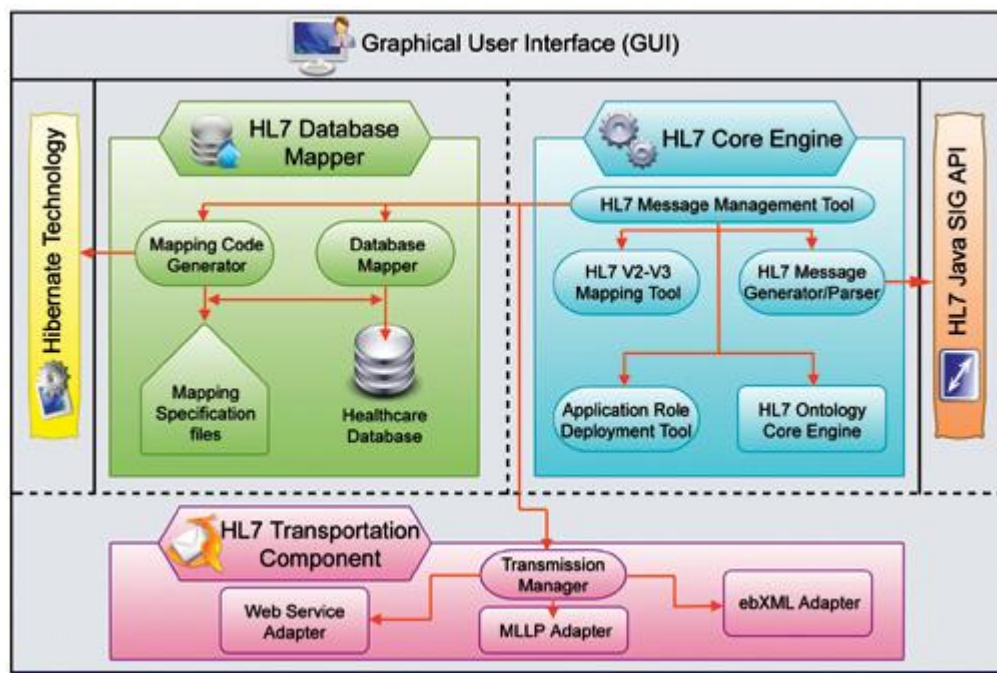 Graphical User Interface (GUI)
Hibernate Technology
HL7 Database
Mapper
Mapping Code
Generator
Database
Mapper
Mapping
Specification
files
Healthcare
Database
HL7 Core Engine
HL7 Message Management Tool
HL7 V2-V3
Mapping Tool
HL7 Message
Generator/Parser
Application Role
Deployment Tool
HL7 Ontology
Core Engine
HL7 Java SIG API
HL7 Transportation
Component
Transmission
Manager
Web Service
Adapter
MLLP Adapter
ebXML Adapter